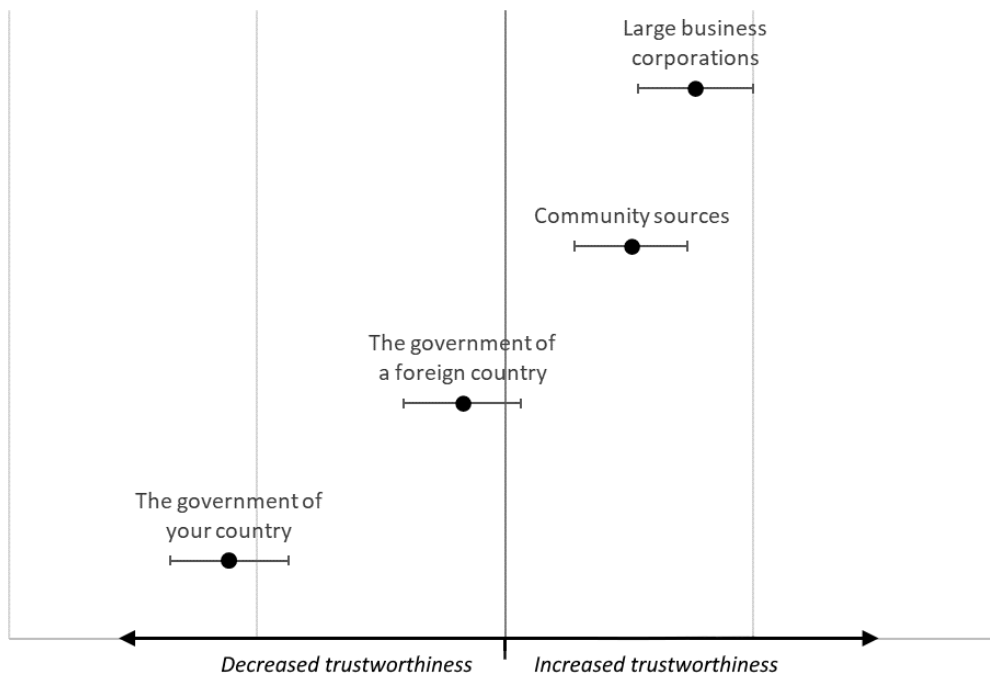 Large business
corporations
Community sources
The government of
a foreign country
The government of
your country
Decreased trustworthiness
Increased trustworthiness